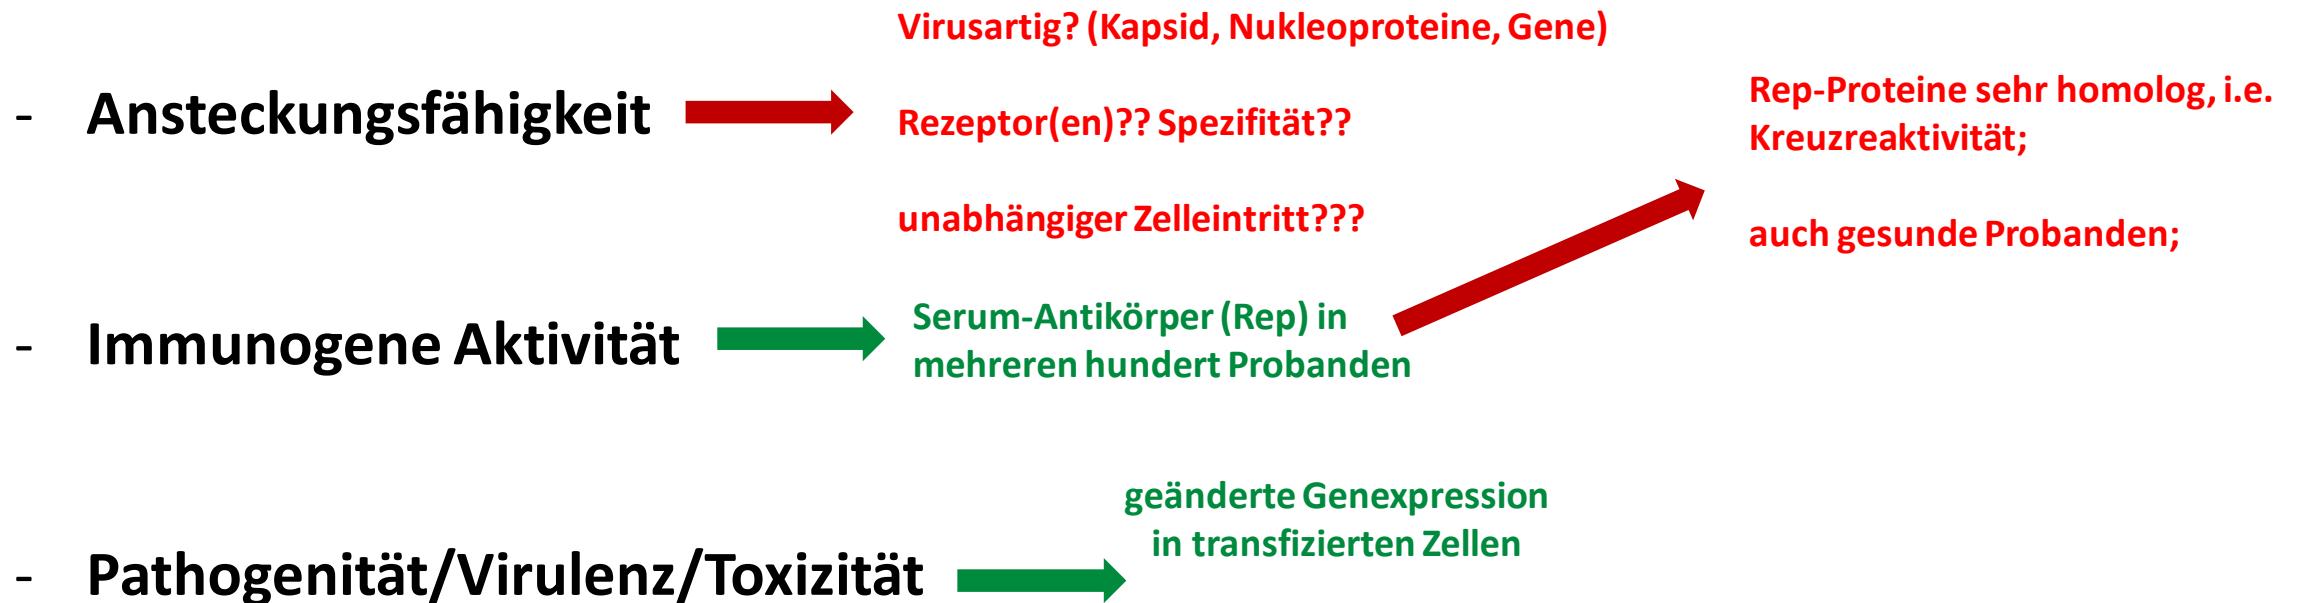 Virusartig? (Kapsid, Nukleoproteine, Gene)
- Ansteckungsfähigkeit
Rezeptor(en)?? Spezifität??
unabhängiger Zelleintritt???
Rep-Proteine sehr homolog, i.e.
Kreuzreaktivität;
auch gesunde Probanden;
- Immunogene Aktivität
Serum-Antikörper (Rep) in
mehreren hundert Probanden
geänderte Genexpression
in transfizierten Zellen
- Pathogenität/Virulenz/Toxizität